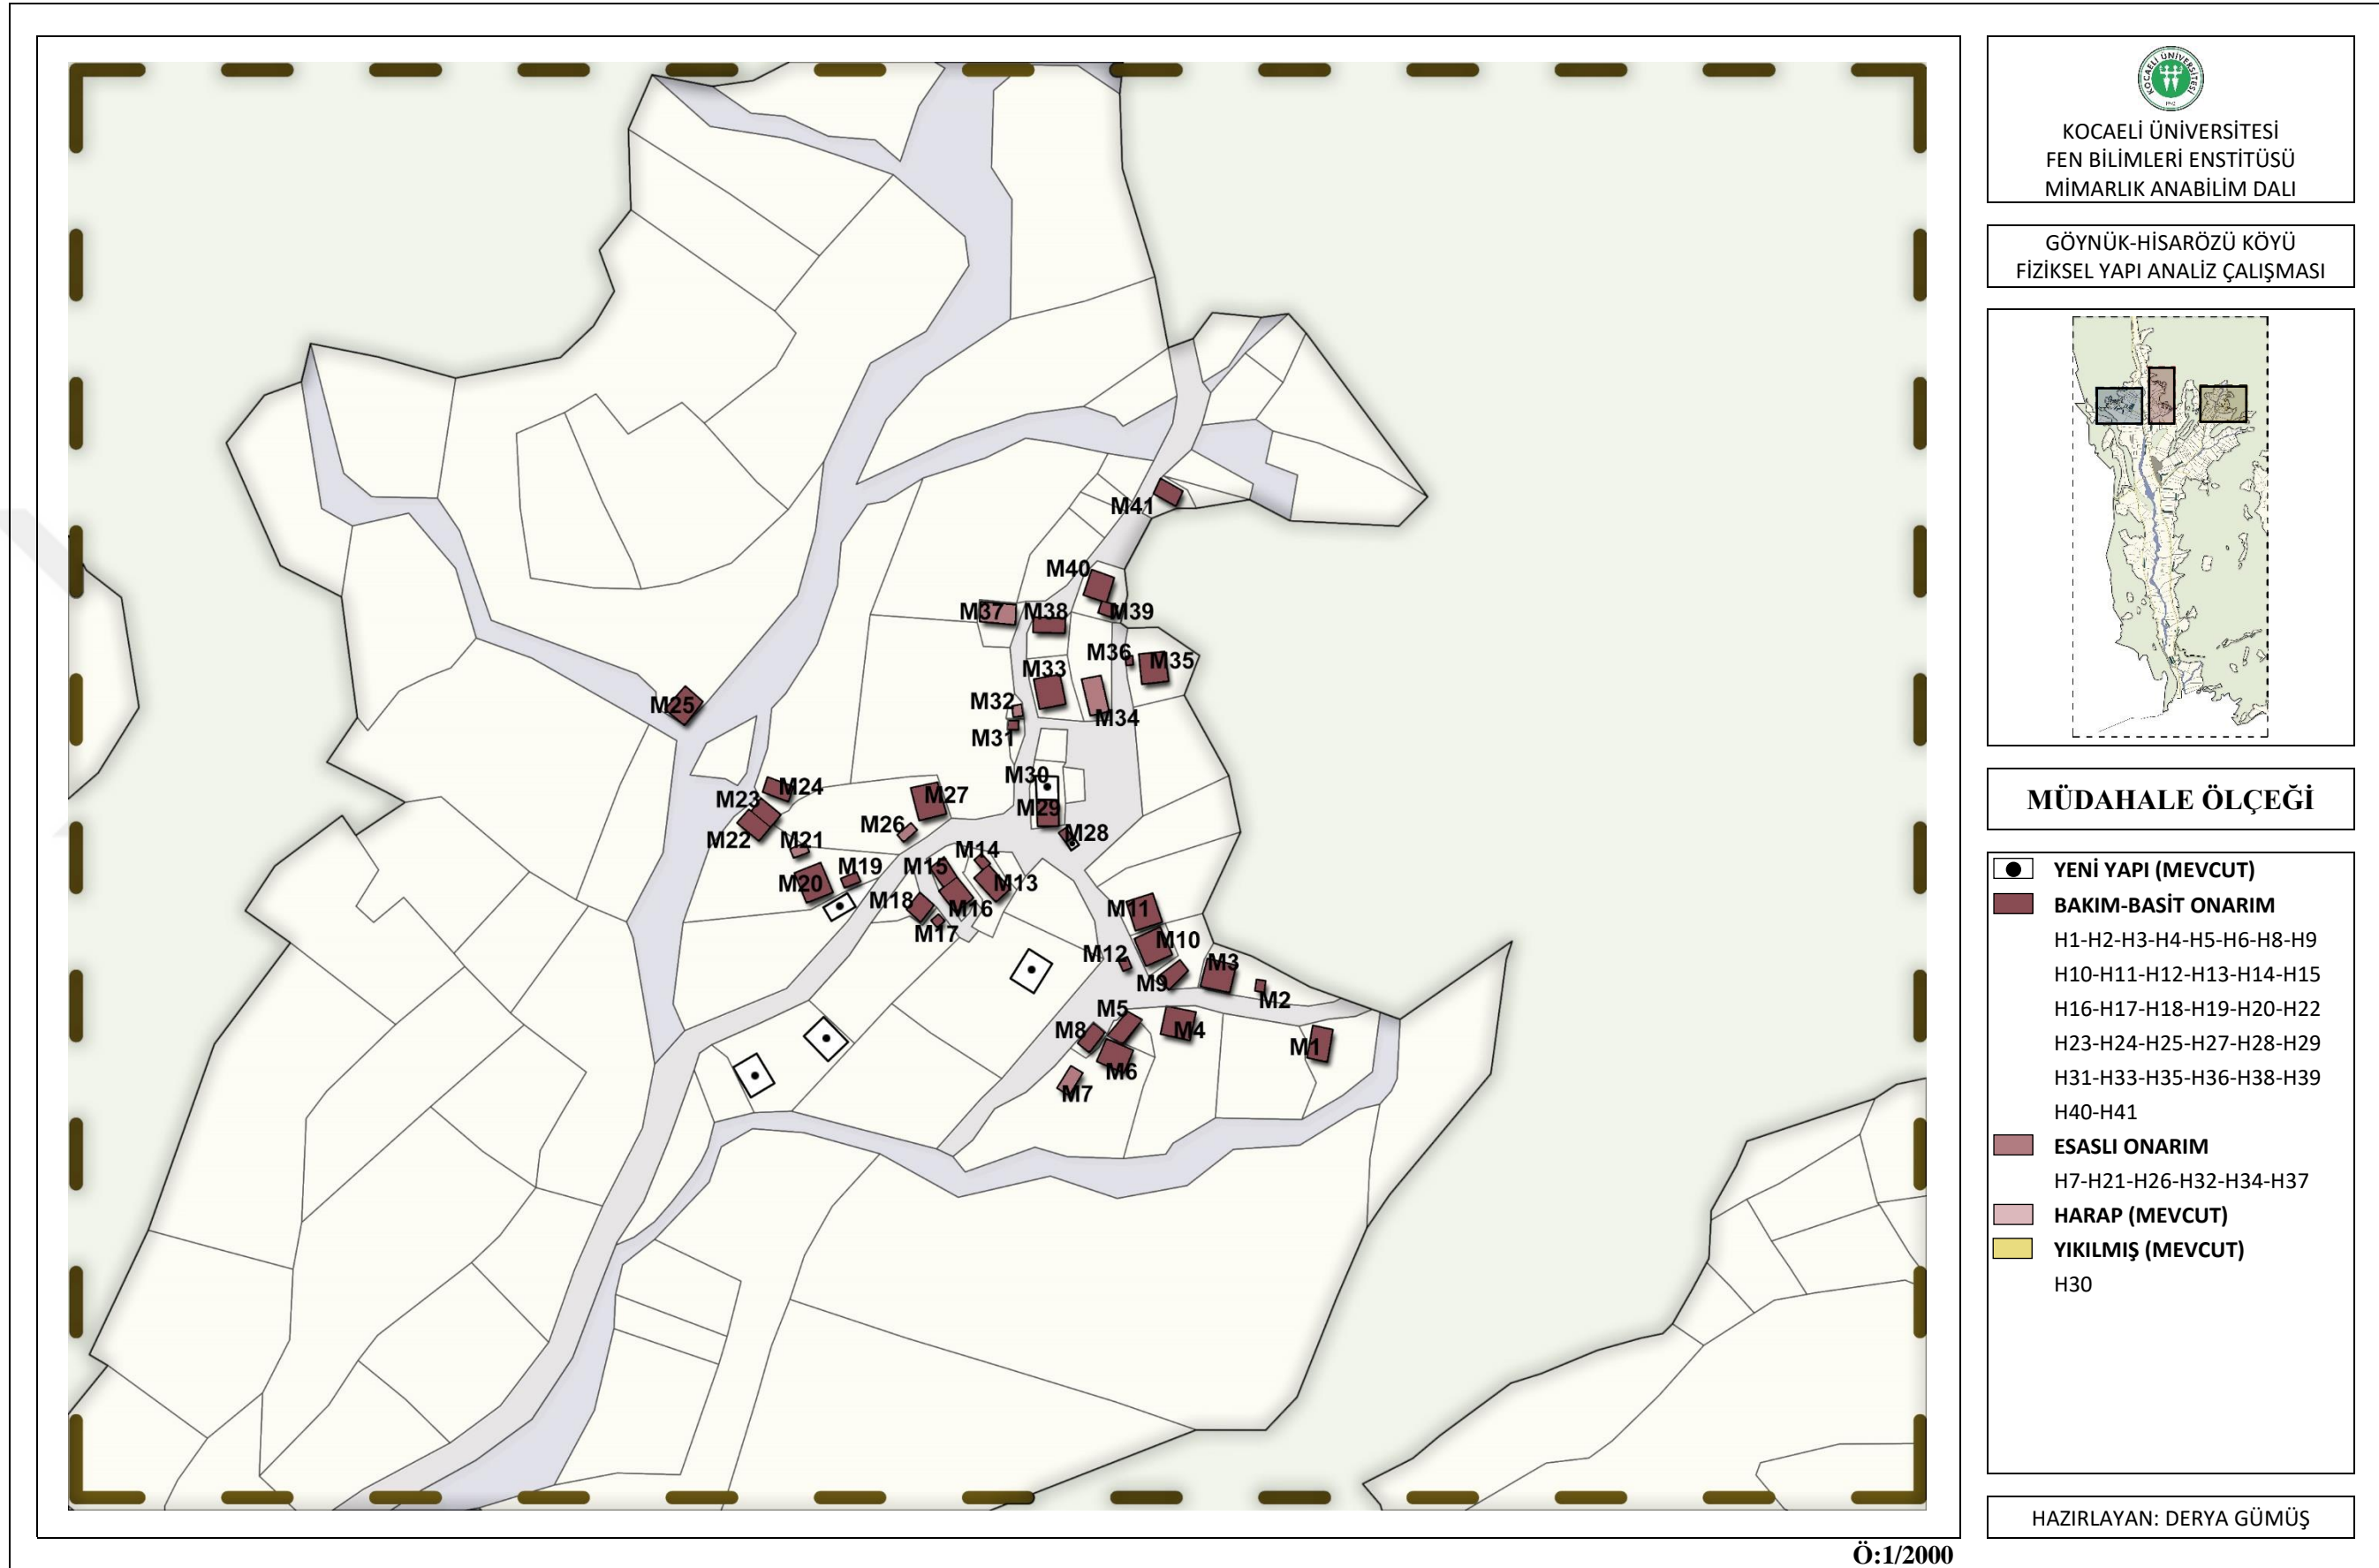 M41
M40
M37
M38
M39
M36
M35
M33
M32
M34
M31
M25
M30
M24
M27
M23
M29
M26
M28
M22
M21
M14
M15
M19
M20
M13
M18
M16
M11
M17
M10
M12
M3
M9
M2
M5
M8
M4
M1
M6
M7
KOCAELİ ÜNİVERSİTESİ
1992
KOCAELİ ÜNİVERSİTESİ
FEN BİLİMLERİ ENSTİTÜSÜ
MİMARLIK ANABİLİM DALI
GÖYNÜK-HİSARÖZÜ KÖYÜ
FİZİKSEL YAPI ANALİZ ÇALIŞMASI
MÜDAHALE ÖLÇEĞİ
YENİ YAPI (MEVCUT)
BAKIM-BASİT ONARIM
H1-H2-H3-H4-H5-H6-H8-H9
H10-H11-H12-H13-H14-H15
H16-H17-H18-H19-H20-H22
H23-H24-H25-H27-H28-H29
H31-H33-H35-H36-H38-H39
H40-H41
ESASLI ONARIM
H7-H21-H26-H32-H34-H37
HARAP (MEVCUT)
YIKILMIŞ (MEVCUT)
H30
HAZIRLAYAN: DERYA GÜMÜŞ
Ö:1/2000